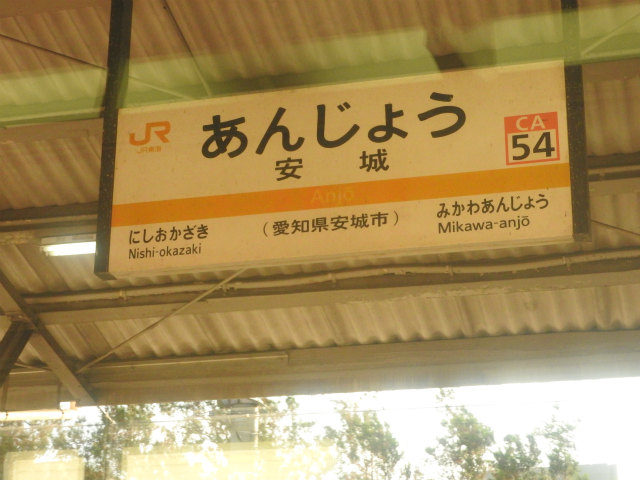 JR
JR東海
あんじょう
CA
54
安城
Anjō
にしおかざき
Nishi-okazaki
(愛知県安城市)
みかわあんじょう
Mikawa-anjō